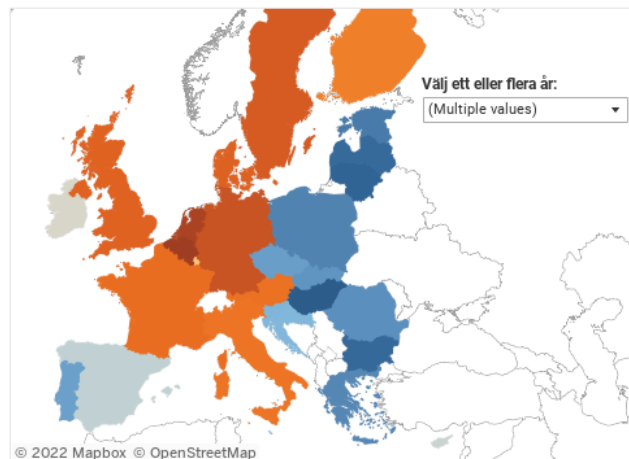 Välj ett eller flera år:
(Multiple values)
© 2022 Mapbox © OpenStreetMap